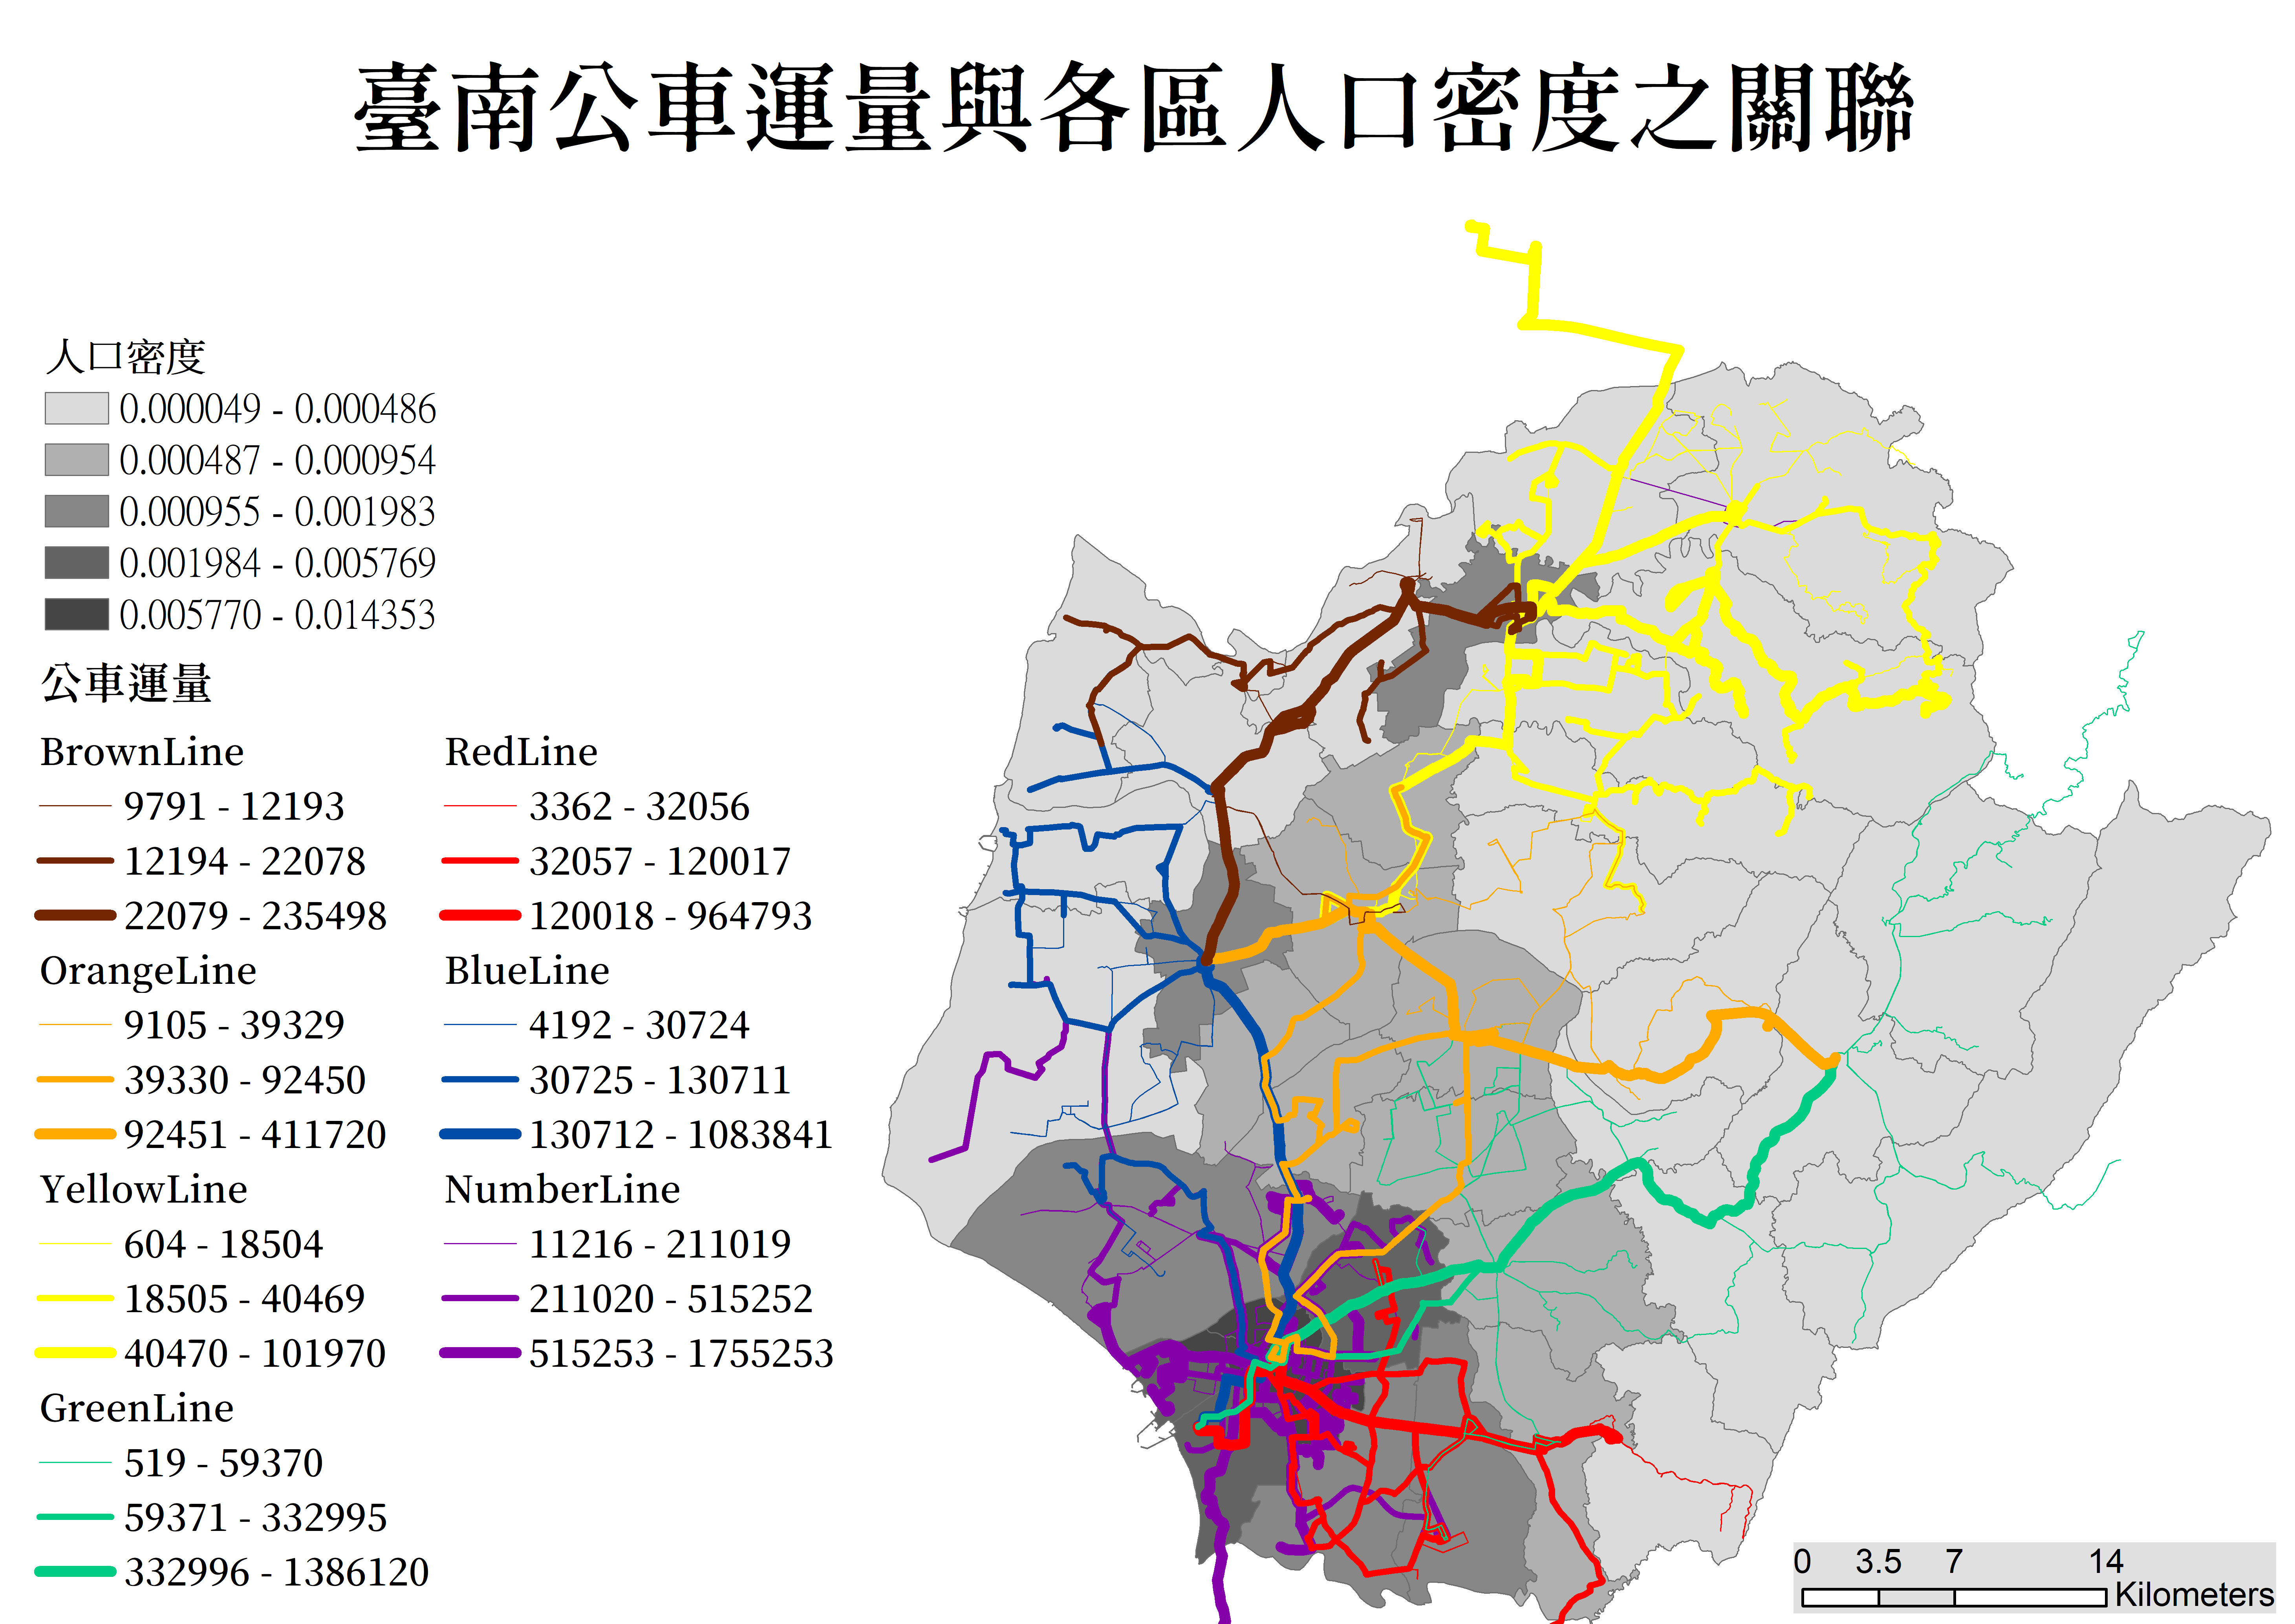 臺南公車運量與各區人口密度之關聯
人口密度
0.000049 - 0.000486
0.000487 - 0.000954
0.000955 - 0.001983
0.001984 - 0.005769
0.005770 - 0.014353
公車運量
BrownLine
9791 - 12193
12194 - 22078
22079 - 235498
OrangeLine
9105 - 39329
39330 - 92450
92451 - 411720
YellowLine
604 - 18504
18505 - 40469
40470 - 101970
GreenLine
519 - 59370
59371 - 332995
332996 - 1386120
RedLine
3362 - 32056
32057 - 120017
120018 - 964793
BlueLine
4192 - 30724
30725 - 130711
130712 - 1083841
NumberLine
11216 - 211019
211020 - 515252
515253 - 1755253
0 3.5 7 14
Kilometers